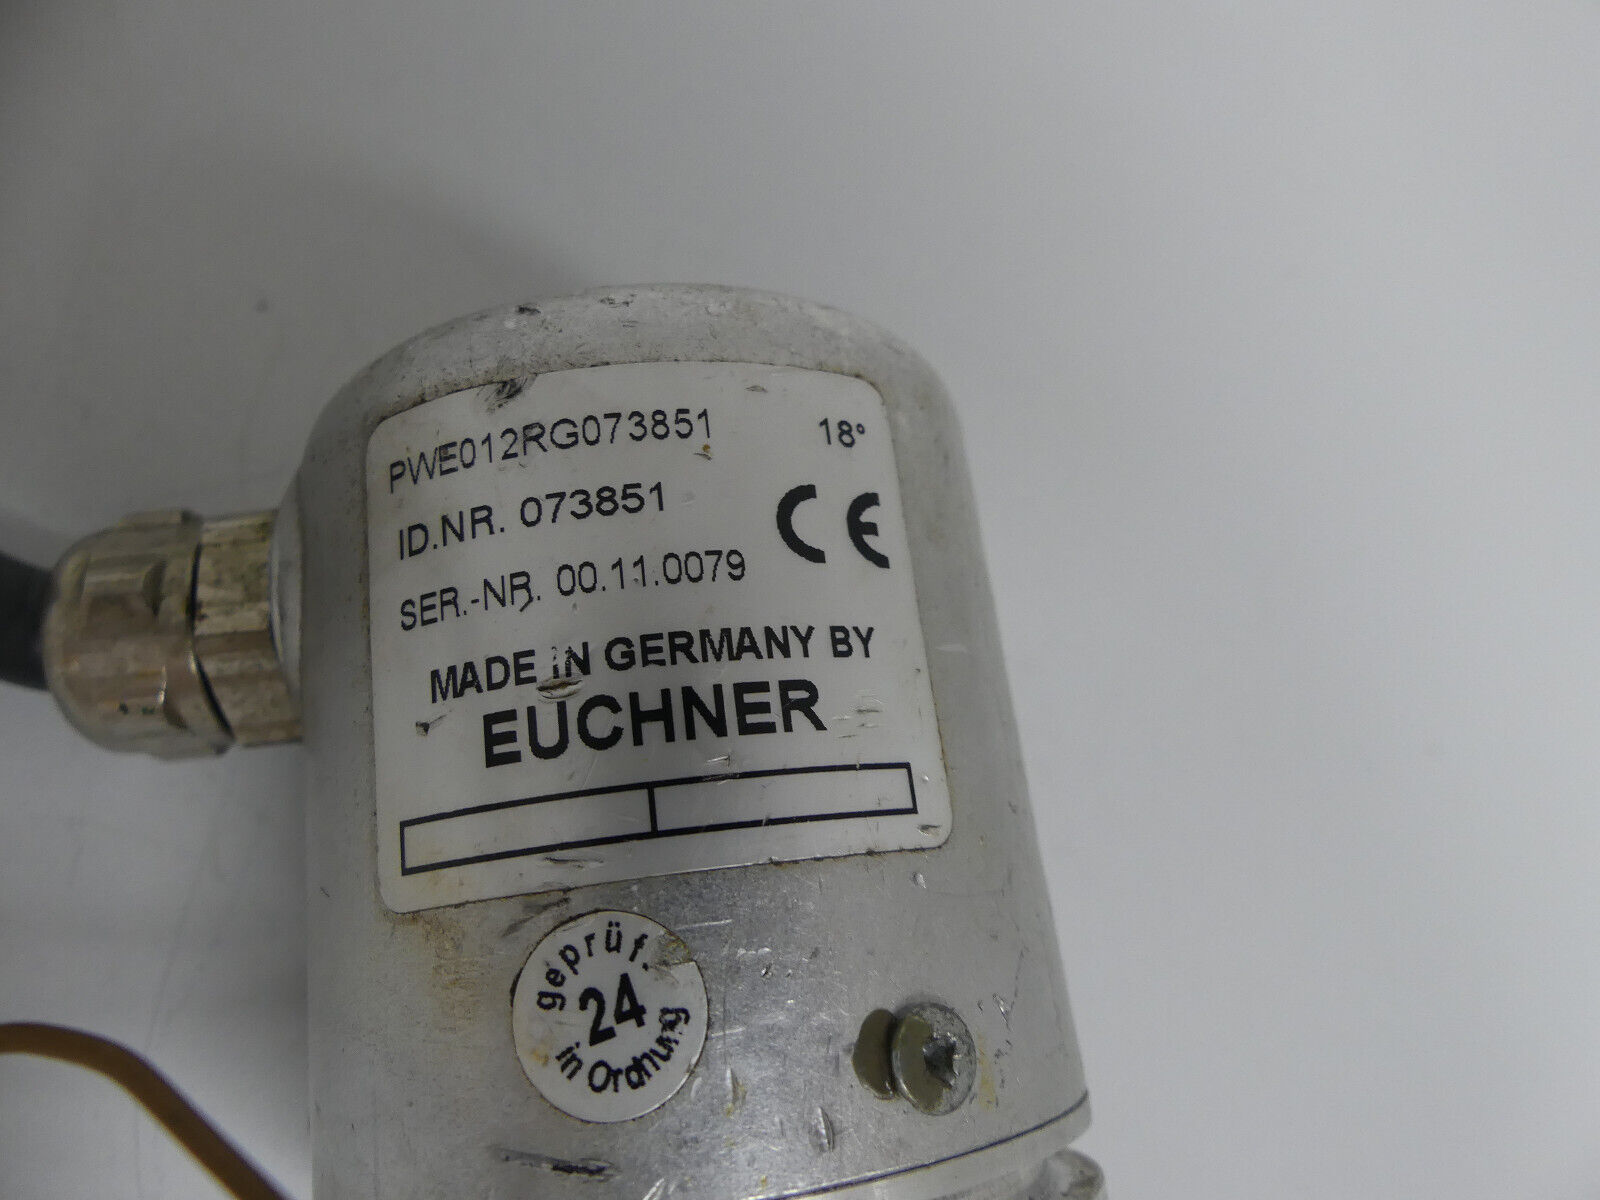 PWE012RG073851 18°
ID.NR. 073851
CE
SER.-NR. 00.11.0079
MADE IN GERMANY BY
EUCHNER
geprüf.
24
in Ordnung